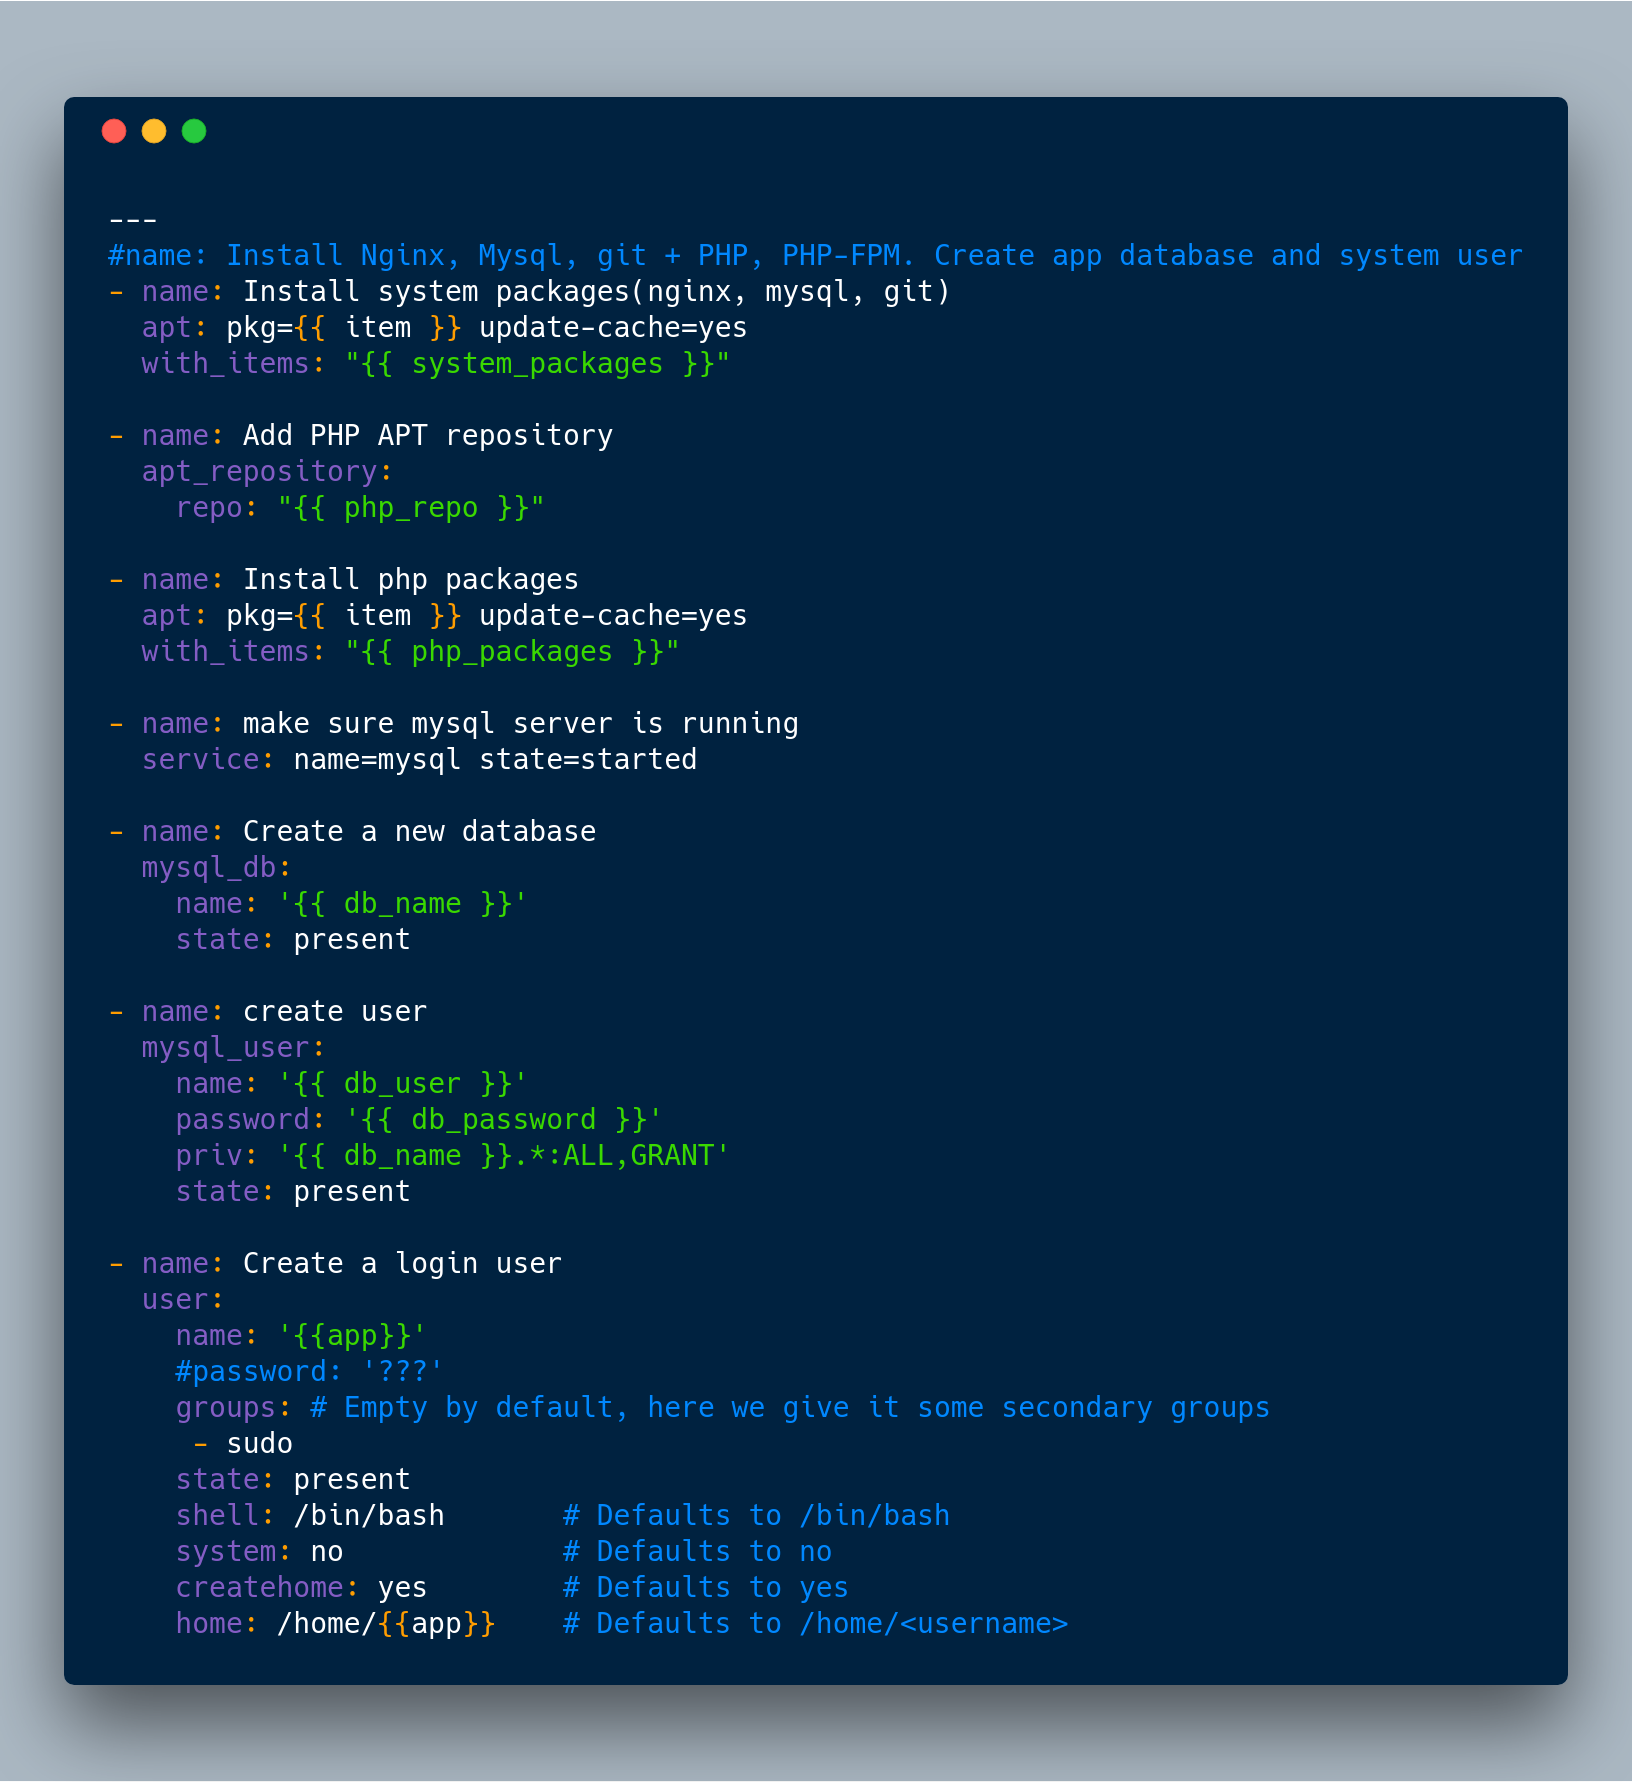 ---
#name: Install Nginx, Mysql, git + PHP, PHP-FPM. Create app database and system user
- name: Install system packages(nginx, mysql, git)
  apt: pkg={{ item }} update-cache=yes
  with_items: "{{ system_packages }}"

- name: Add PHP APT repository
  apt_repository:
    repo: "{{ php_repo }}"

- name: Install php packages
  apt: pkg={{ item }} update-cache=yes
  with_items: "{{ php_packages }}"

- name: make sure mysql server is running
  service: name=mysql state=started

- name: Create a new database
  mysql_db:
    name: '{{ db_name }}'
    state: present

- name: create user
  mysql_user:
    name: '{{ db_user }}'
    password: '{{ db_password }}'
    priv: '{{ db_name }}.*:ALL,GRANT'
    state: present

- name: Create a login user
  user:
    name: '{{app}}'
    #password: '???'
    groups: # Empty by default, here we give it some secondary groups
     - sudo
    state: present
    shell: /bin/bash       # Defaults to /bin/bash
    system: no             # Defaults to no
    createhome: yes        # Defaults to yes
    home: /home/{{app}}    # Defaults to /home/<username>